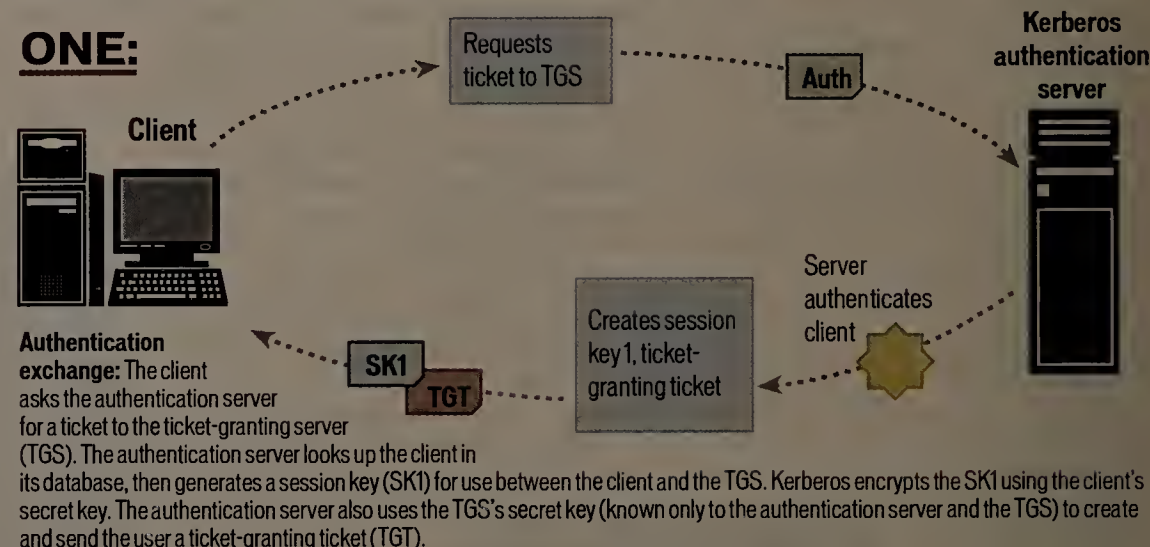 ONE:
Requests
ticket to TGS
Auth
Kerberos
authentication
server
Client
Server
authenticates
client
Creates session
key 1, ticket-
granting ticket
SK1
TGT
Authentication
exchange: The client
asks the authentication server
for a ticket to the ticket-granting server
(TGS). The authentication server looks up the client in
its database, then generates a session key (SK1) for use between the client and the TGS. Kerberos encrypts the SK1 using the client's
secret key. The authentication server also uses the TGS's secret key (known only to the authentication server and the TGS) to create
and send the user a ticket-granting ticket (TGT).